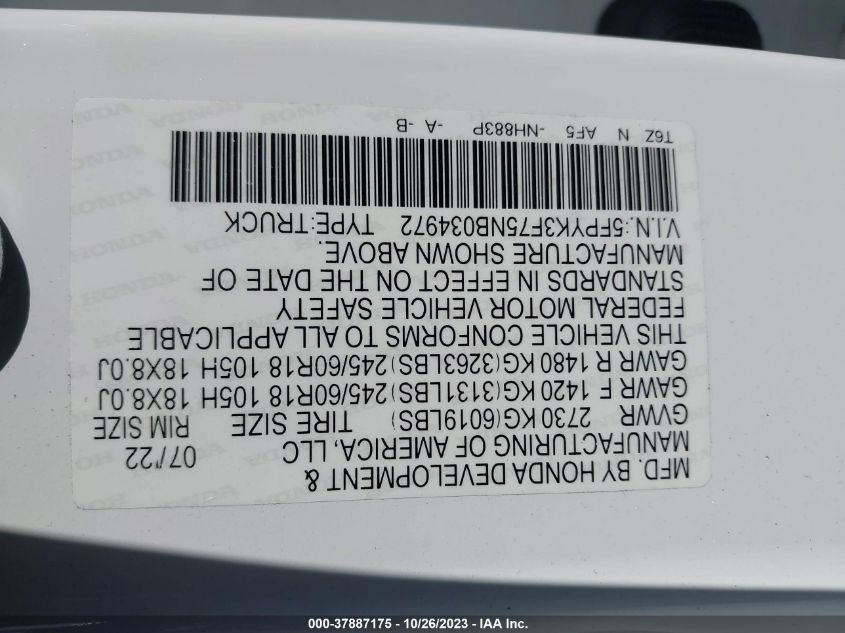 MFD. BY HONDA DEVELOPMENT &
MANUFACTURING OF AMERICA, LLC 07/'22
GVWR 2730 KG(6019LBS) TIRE SIZE RIM SIZE
GAWR F 1420 KG(3131LBS) 245/60R18 105H 18X8.0J
GAWR R 1480 KG(3263LBS) 245/60R18 105H 18X8.0J
THIS VEHICLE CONFORMS TO ALL APPLICABLE
FEDERAL MOTOR VEHICLE SAFETY
STANDARDS IN EFFECT ON THE DATE OF
MANUFACTURE SHOWN ABOVE.
V.I.N.:5FPYK3F75NB034972 TYPE:TRUCK
T6Z N AF5 -NH883P -A -B
000-37887175 - 10/26/2023 - COPYRIGHT IAA, Inc.